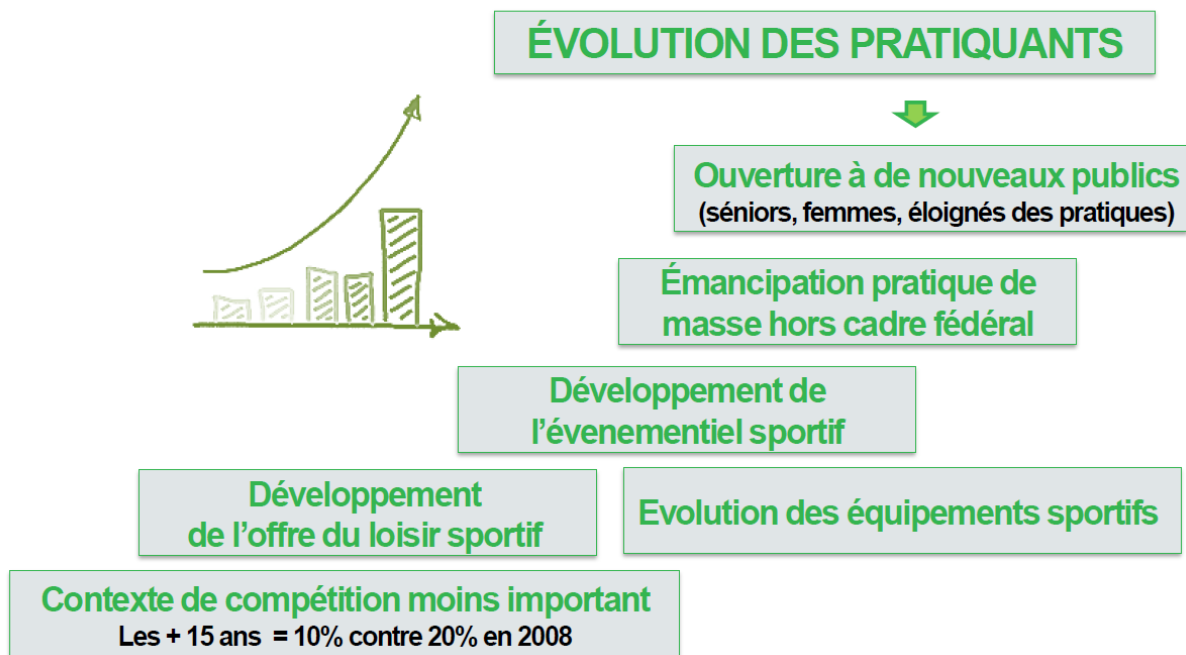 ÉVOLUTION DES PRATIQUANTS
Ouverture à de nouveaux publics
(séniors, femmes, éloignés des pratiques)
Émancipation pratique de
masse hors cadre fédéral
Développement de
l'évenementiel sportif
Développement
de l'offre du loisir sportif
Evolution des équipements sportifs
Contexte de compétition moins important
Les + 15 ans = 10% contre 20% en 2008